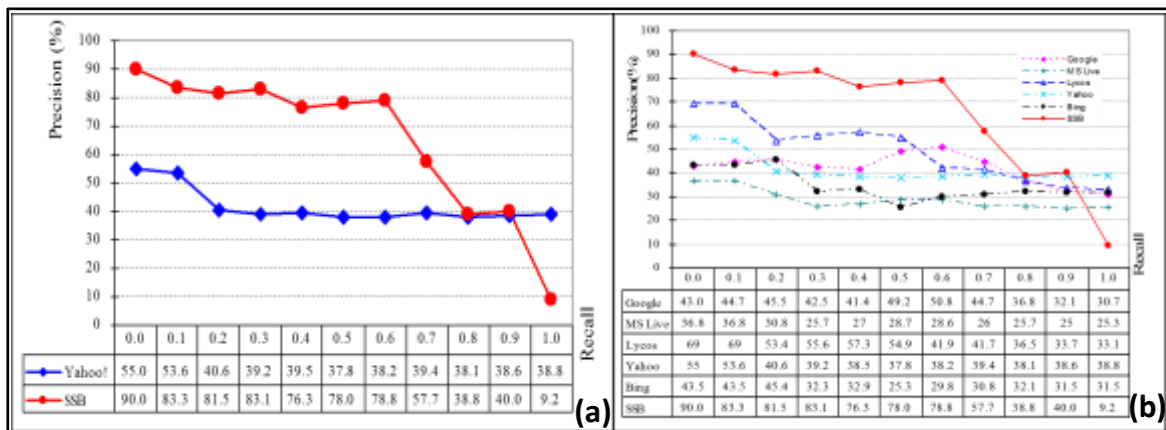 Precision (%)
100
90
80
70
60
50
40
30
20
10
0
0.0 0.1 0.2 0.3 0.4 0.5 0.6 0.7 0.8 0.9 1.0
Yahoo! 55.0 53.6 40.6 39.2 39.5 37.8 38.2 39.4 38.1 38.6 38.8
SSB 90.0 83.3 81.5 83.1 76.3 78.0 78.8 57.7 38.8 40.0 9.2
Recall
(a)
Precision(%)
100
90
80
70
60
50
40
30
20
10
0
Google
MS Live
Lycos
Yahoo
Bing
SSB
Recall
0.0 0.1 0.2 0.3 0.4 0.5 0.6 0.7 0.8 0.9 1.0
Google 43.0 44.7 45.5 42.5 41.4 49.2 50.8 44.7 36.8 32.1 30.7
MS Live 36.8 36.8 30.8 25.7 27 28.7 28.6 26 25.7 25 25.3
Lycos 69 69 53.4 55.6 57.3 54.9 41.9 41.7 36.5 33.7 33.1
Yahoo 55 53.6 40.6 39.2 38.5 37.8 38.2 39.4 38.1 38.6 38.8
Bing 43.5 43.5 45.4 32.3 32.9 25.3 29.8 30.8 32.1 31.5 31.5
SSB 90.0 83.3 81.5 83.1 76.3 78.0 78.8 57.7 38.8 40.0 9.2
(b)